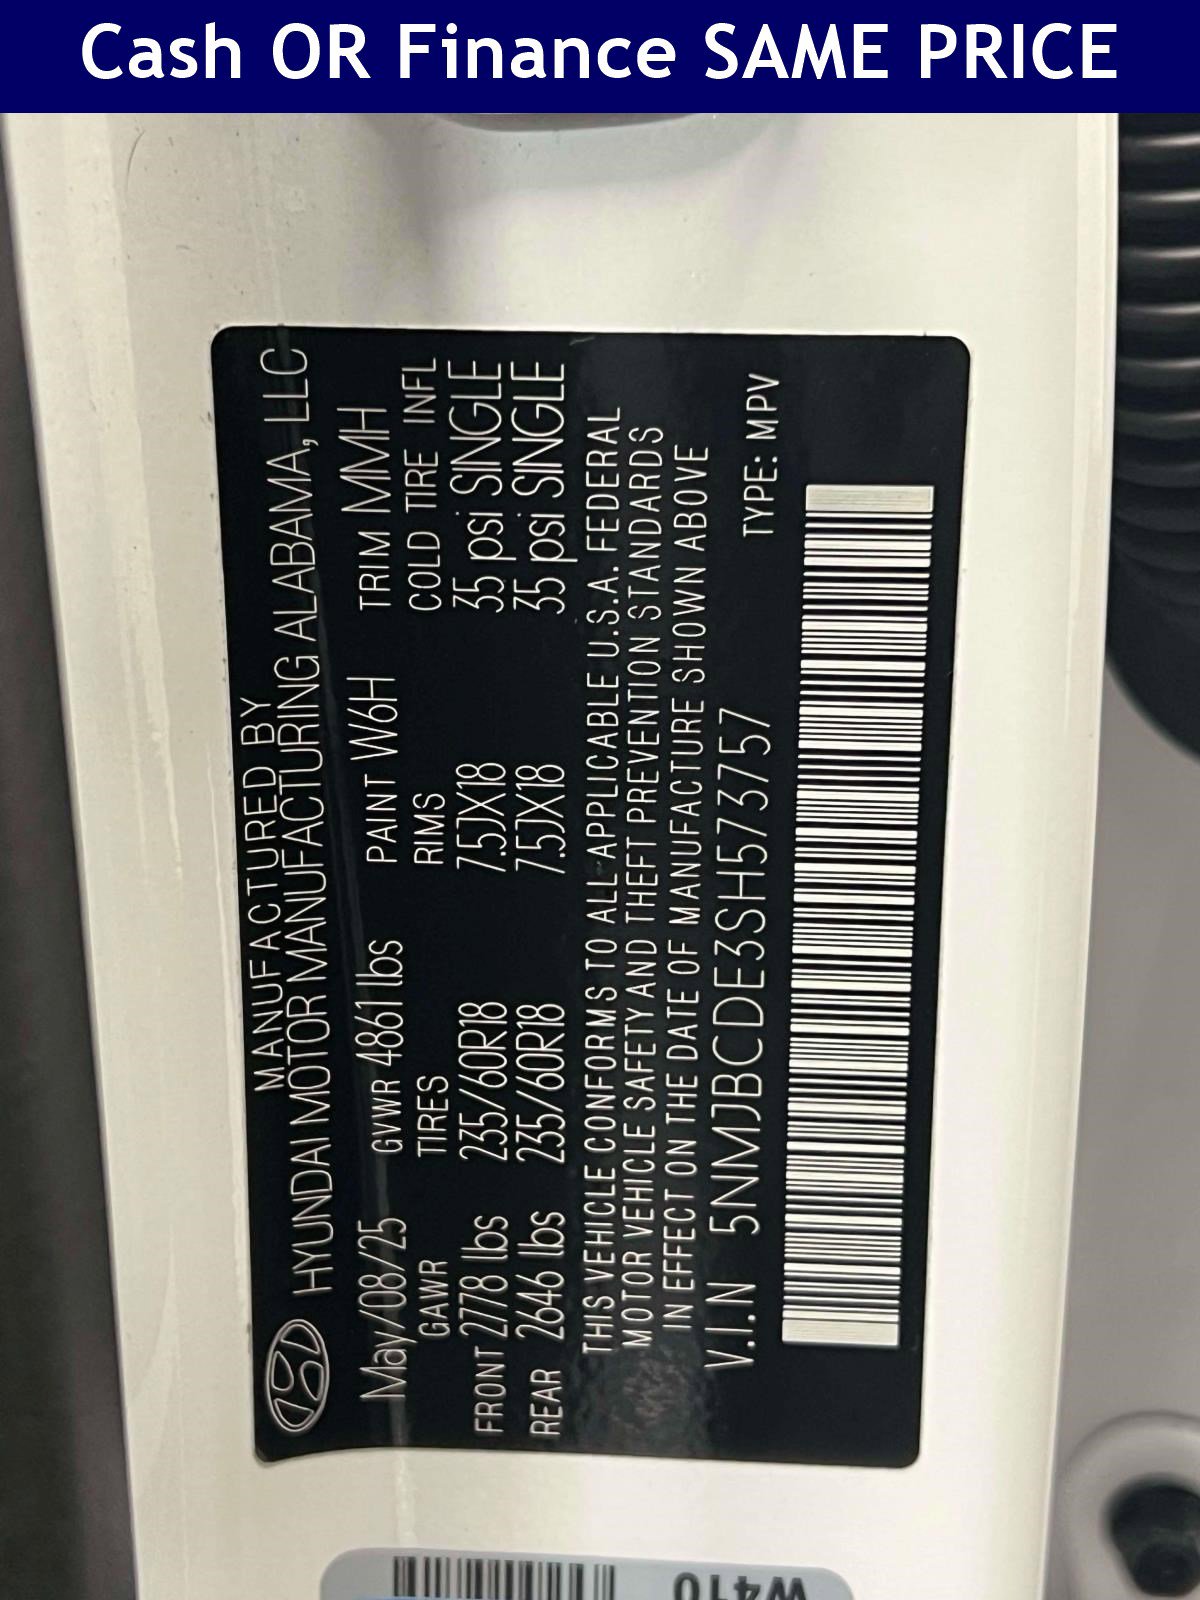 Cash OR Finance SAME PRICE
MANUFACTURED BY
HYUNDAI MOTOR MANUFACTURING ALABAMA, LLC
May/08/25 GVWR 4861 lbs PAINT W6H TRIM MMH
GAWR TIRES RIMS COLD TIRE INFL
FRONT 2778 lbs 235/60R18 7.5JX18 35 psi SINGLE
REAR 2646 lbs 235/60R18 7.5JX18 35 psi SINGLE
THIS VEHICLE CONFORMS TO ALL APPLICABLE U.S.A. FEDERAL
MOTOR VEHICLE SAFETY AND THEFT PREVENTION STANDARDS
IN EFFECT ON THE DATE OF MANUFACTURE SHOWN ABOVE
V.I.N 5NMJBCDE3SH573757
TYPE: MPV
W410